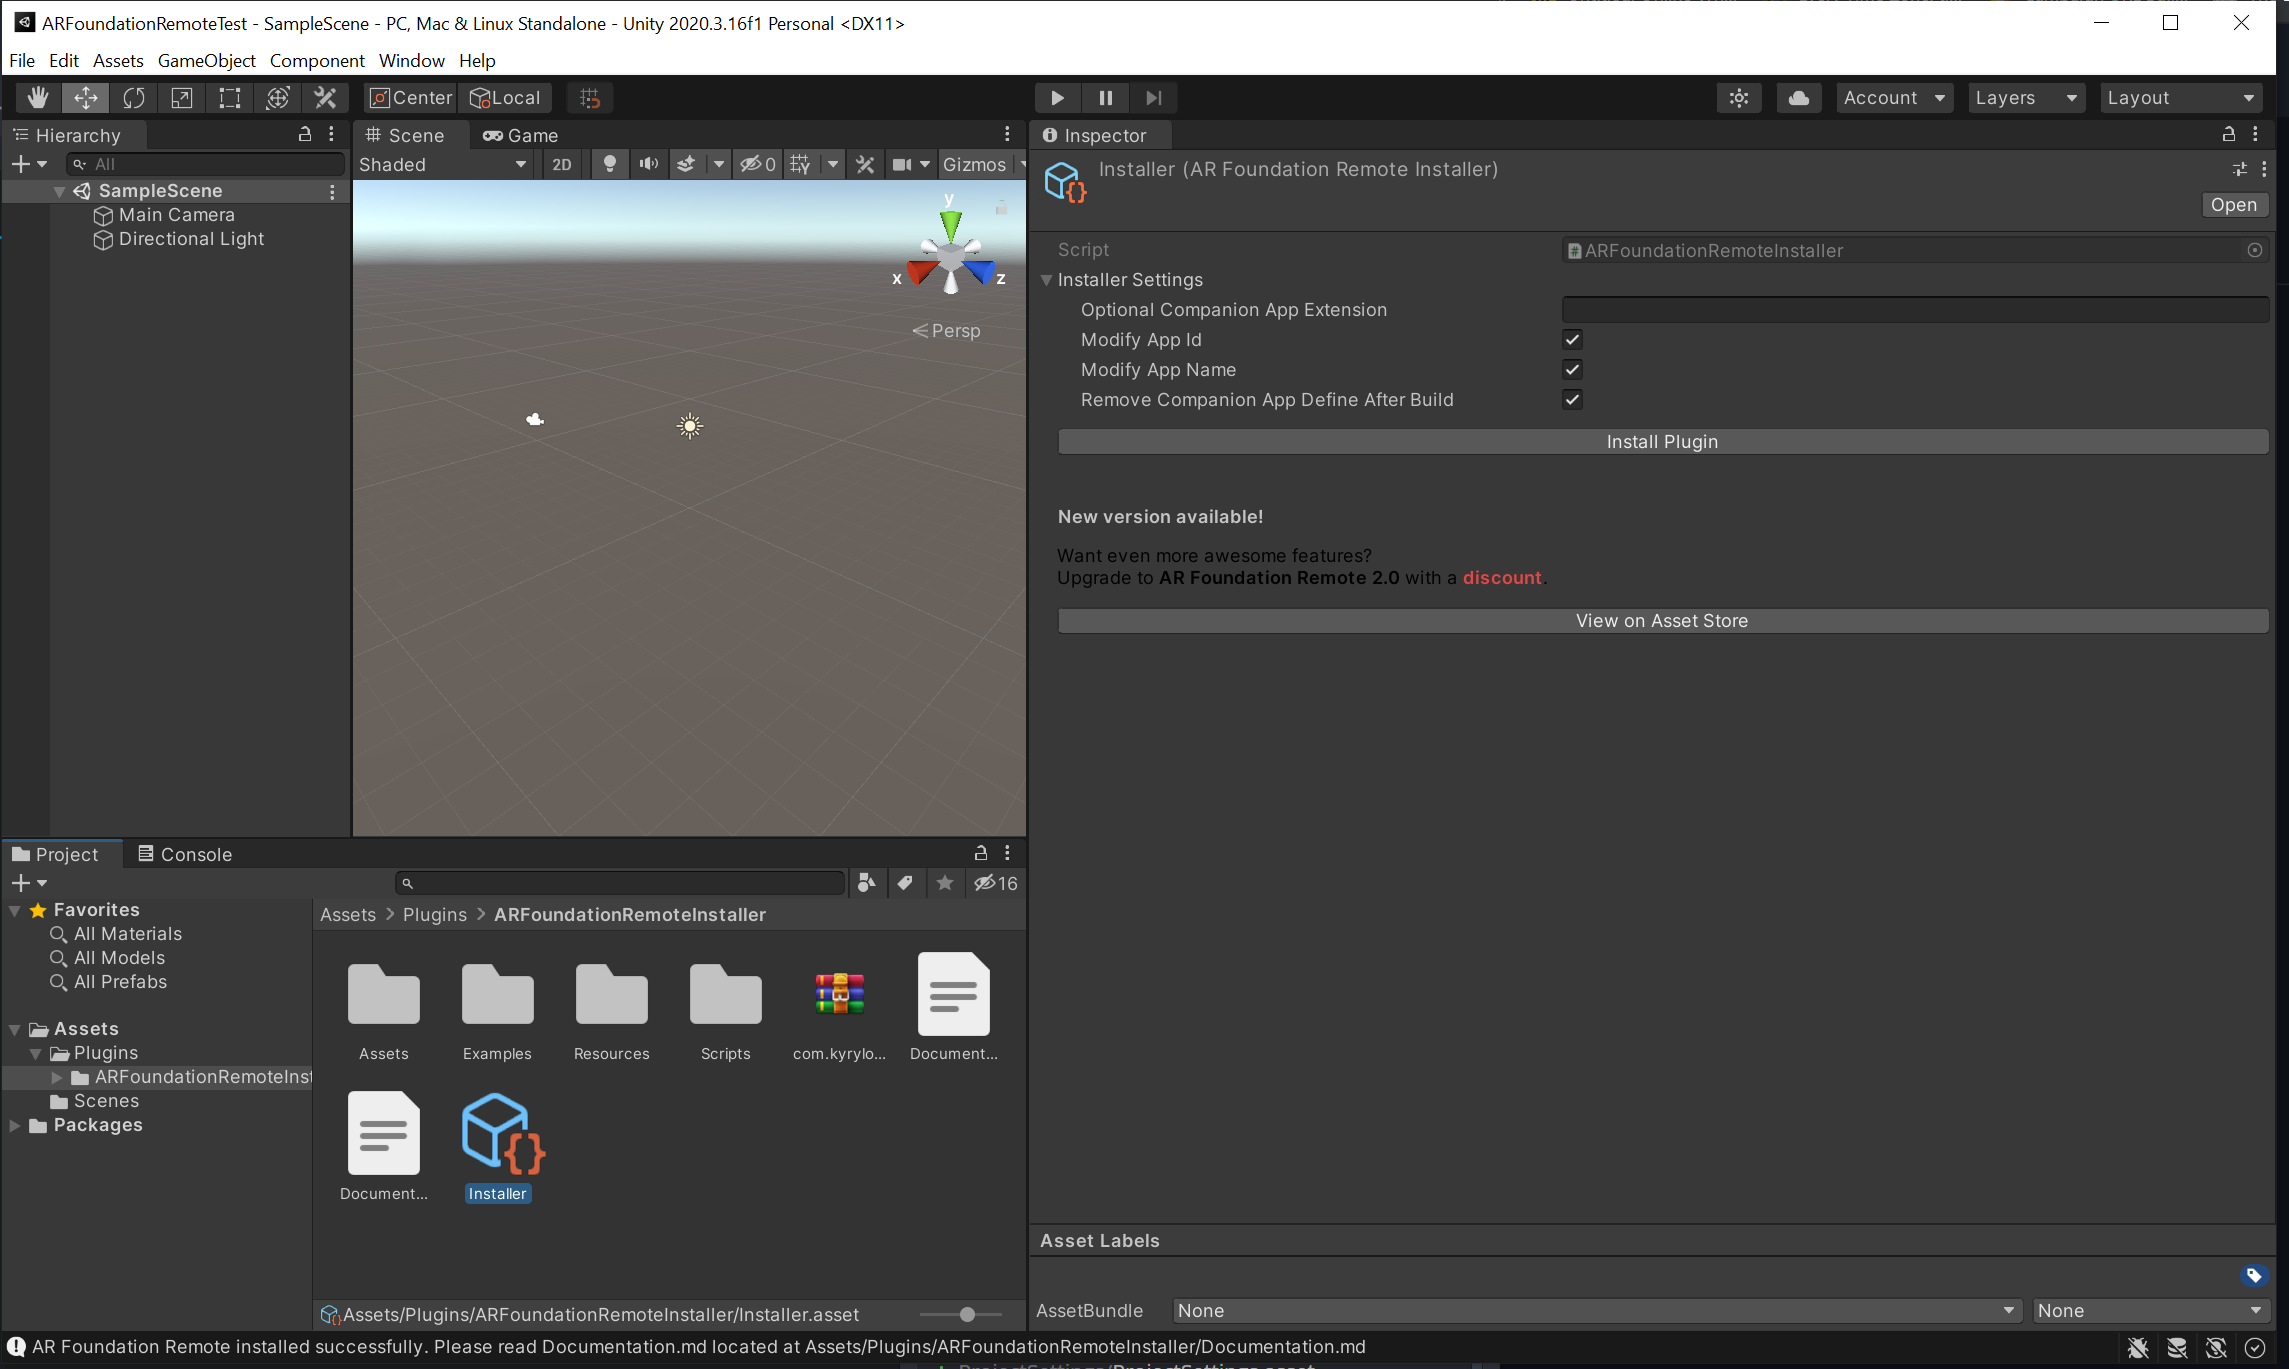 ARFoundationRemoteTest - SampleScene - PC, Mac & Linux Standalone - Unity 2020.3.16f1 Personal <DX11>
File Edit Assets GameObject Component Window Help
Center Local Account Layers Layout
Hierarchy
All
SampleScene
Main Camera
Directional Light
Scene Game
Shaded 2D 0 Gizmos
y
x
z
Persp
Inspector
Installer (AR Foundation Remote Installer)
Open
Script ARFoundationRemoteInstaller
Installer Settings
Optional Companion App Extension
Modify App Id
Modify App Name
Remove Companion App Define After Build
Install Plugin
New version available!
Want even more awesome features?
Upgrade to AR Foundation Remote 2.0 with a discount.
View on Asset Store
Project Console
16
Favorites
All Materials
All Models
All Prefabs
Assets
Plugins
ARFoundationRemoteInst
Scenes
Packages
Assets > Plugins > ARFoundationRemoteInstaller
Assets Examples Resources Scripts com.kyrylo... Document...
Document... Installer
Assets/Plugins/ARFoundationRemoteInstaller/Installer.asset
Asset Labels
AssetBundle None None
AR Foundation Remote installed successfully. Please read Documentation.md located at Assets/Plugins/ARFoundationRemoteInstaller/Documentation.md